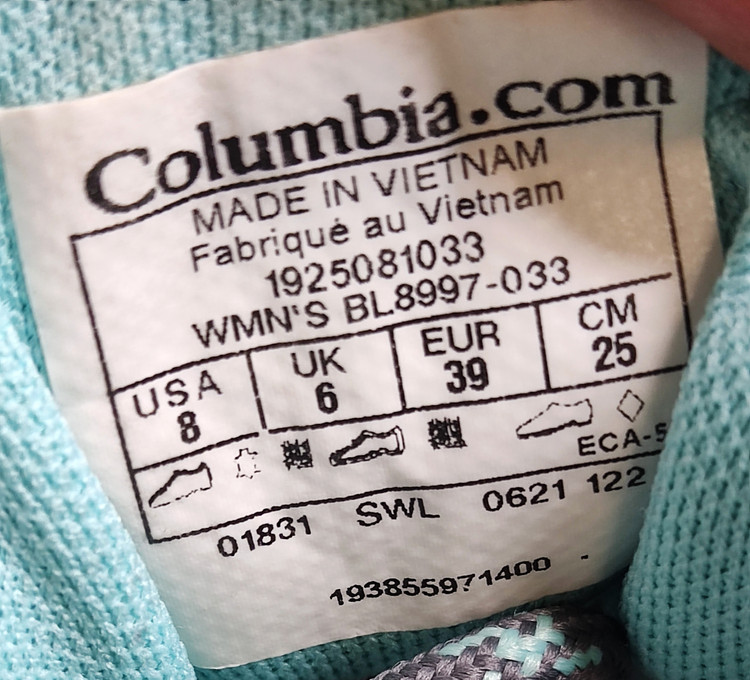 Columbia.com
MADE IN VIETNAM
Fabriqué au Vietnam
1925081033
WMN'S BL8997-033
USA UK EUR CM
8 6 39 25
ECA-5
01831 SWL 0621 122
193855971400 -